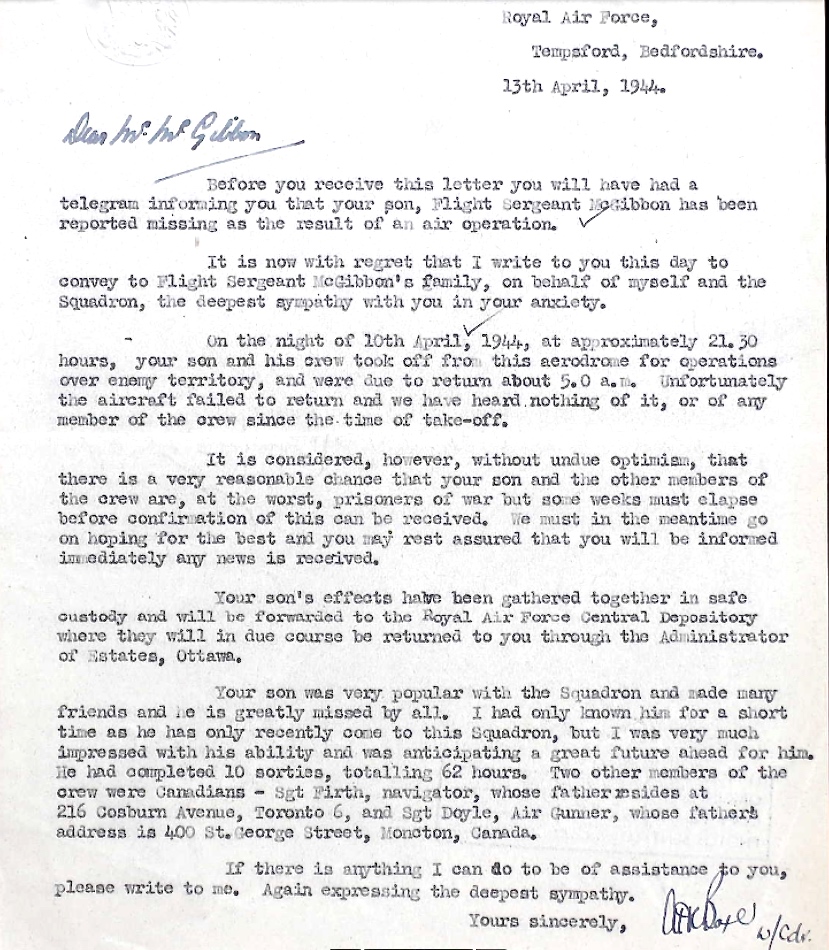 Royal Air Force,
Tempsford, Bedfordshire.
13th April, 1944.
Dear Mr. McGibbon
Before you receive this letter you will have had a
telegram informing you that your son, Flight Sergeant McGibbon has been
reported missing as the result of an air operation.
It is now with regret that I write to you this day to
convey to Flight Sergeant McGibbon's family, on behalf of myself and the
Squadron, the deepest sympathy with you in your anxiety.
On the night of 10th April, 1944, at approximately 21.30
hours, your son and his crew took off from this aerodrome for operations
over enemy territory, and were due to return about 5.0 a.m. Unfortunately
the aircraft failed to return and we have heard nothing of it, or of any
member of the crew since the time of take-off.
It is considered, however, without undue optimism, that
there is a very reasonable chance that your son and the other members of
the crew are, at the worst, prisoners of war but some weeks must elapse
before confirmation of this can be received. We must in the meantime go
on hoping for the best and you may rest assured that you will be informed
immediately any news is received.
Your son's effects have been gathered together in safe
custody and will be forwarded to the Royal Air Force Central Depository
where they will in due course be returned to you through the Administrator
of Estates, Ottawa.
Your son was very popular with the Squadron and made many
friends and he is greatly missed by all. I had only known him for a short
time as he has only recently come to this Squadron, but I was very much
impressed with his ability and was anticipating a great future ahead for him.
He had completed 10 sorties, totalling 62 hours. Two other members of the
crew were Canadians - Sgt Firth, navigator, whose father resides at
216 Cosburn Avenue, Toronto 6, and Sgt Doyle, Air Gunner, whose fathers
address is 400 St.George Street, Moncton, Canada.
If there is anything I can do to be of assistance to you,
please write to me. Again expressing the deepest sympathy.
Yours sincerely,
W/Cdr.